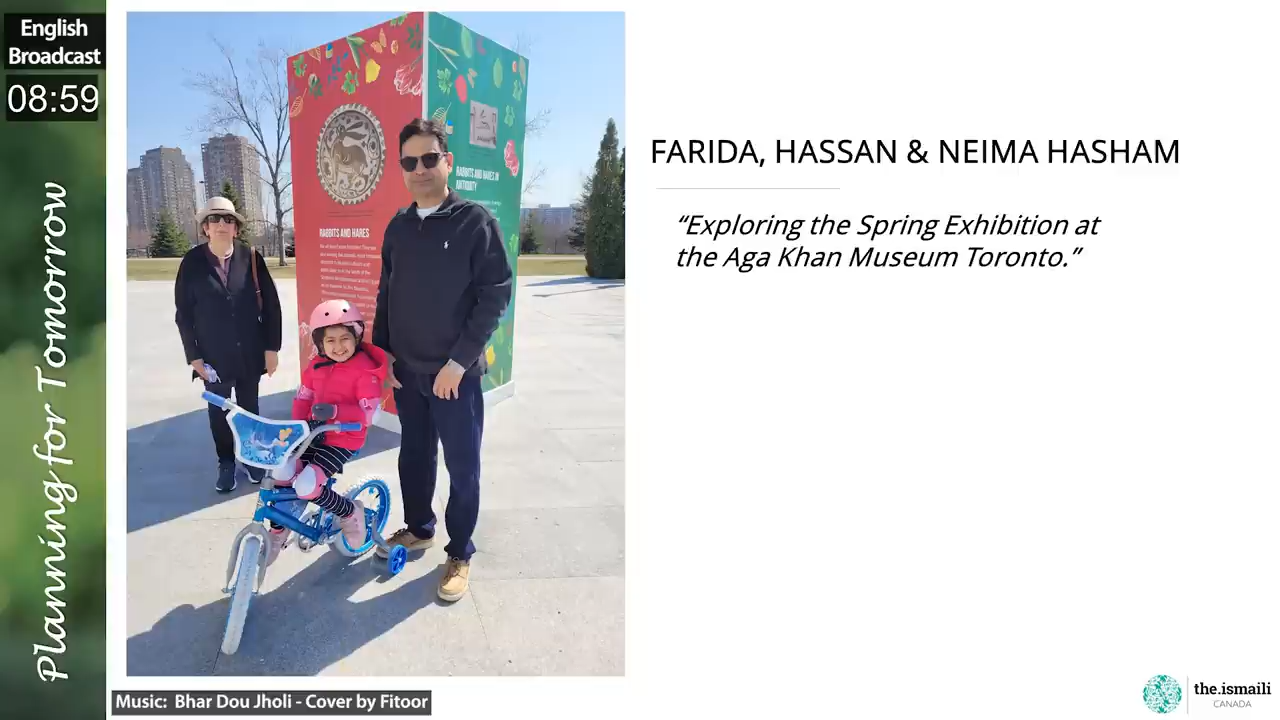 English
Broadcast
08:59
Planning for Tomorrow
RABBITS AND HARES
RABBITS AND HARES IN
ANTIQUITY
FARIDA, HASSAN & NEIMA HASHAM
“Exploring the Spring Exhibition at
the Aga Khan Museum Toronto.”
Music: Bhar Dou Jholi - Cover by Fitoor
the.ismaili
CANADA